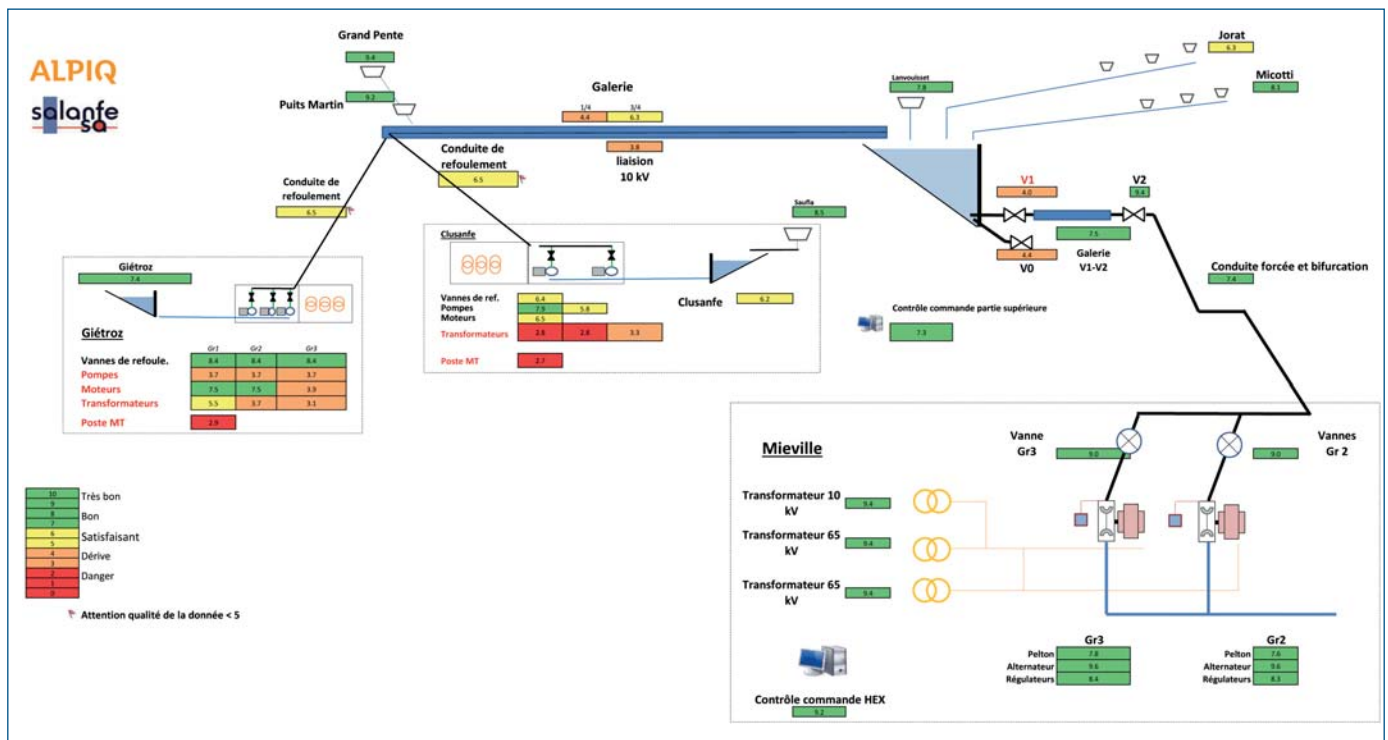 ALPIQ
salanfe
sa
Grand Pente
9.4
Puits Martin
9.2
Galerie
1/4 3/4
4.4 6.3
3.8
liaision
10 kV
Lanvouisset
7.8
Jorat
6.3
Micotti
8.1
Conduite de
refoulement
6.5
Conduite de
refoulement
6.5
V1
4.0
V2
9.4
7.5
Galerie
V1-V2
4.4
V0
Conduite forcée et bifurcation
7.4
Contrôle commande partie supérieure
7.3
Saufla
8.5
Clusanfe
Clusanfe
6.2
Vannes de ref. 6.4
Pompes 7.9 5.8
Moteurs 6.5
Transformateurs 2.8 2.8 3.3
Poste MT 2.7
Giétroz
7.4
Giétroz
Gr1 Gr2 Gr3
Vannes de refoule. 8.4 8.4 8.4
Pompes 3.7 3.7 3.7
Moteurs 7.5 7.5 3.9
Transformateurs 5.5 3.7 3.1
Poste MT 2.9
10 Très bon
9
8 Bon
7
6 Satisfaisant
5
4 Dérive
3
2 Danger
1
0
Attention qualité de la donnée < 5
Mieville
Vanne
Gr3
9.0
Vannes
Gr 2
9.0
Transformateur 10
kV
9.4
Transformateur 65
kV
9.4
Transformateur 65
kV
9.4
Contrôle commande HEX
9.2
Gr3
Pelton 7.8
Alternateur 9.6
Régulateurs 8.4
Gr2
Pelton 7.6
Alternateur 9.6
Régulateurs 8.3